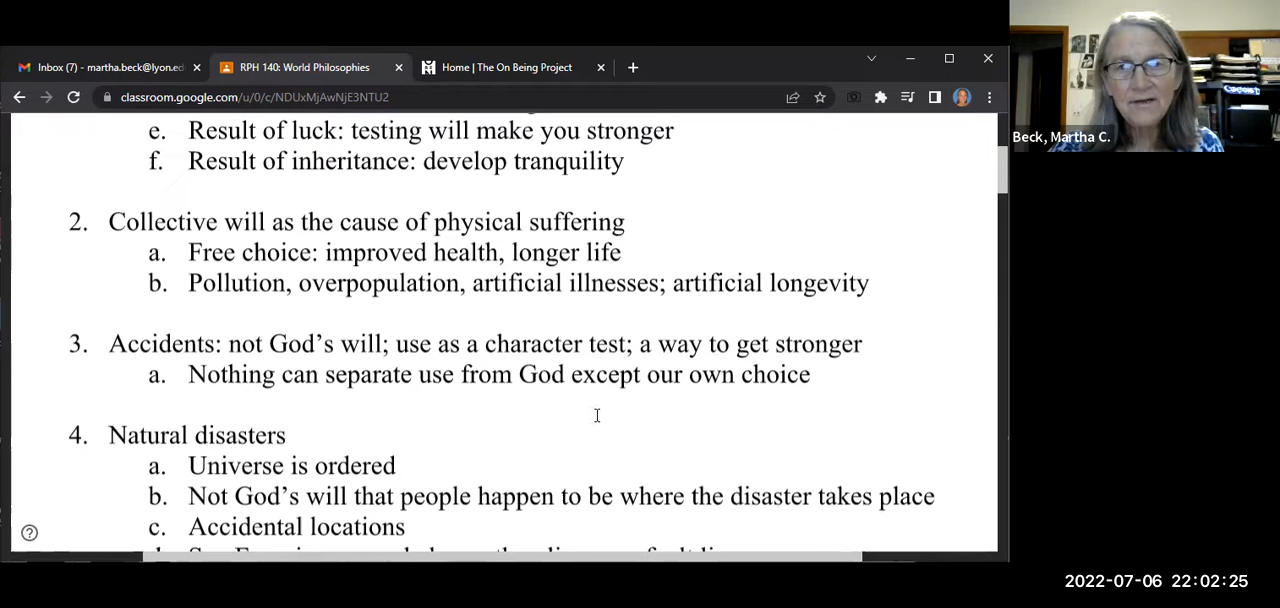 Inbox (7) - martha.beck@lyon.ed
RPH 140: World Philosophies
Home | The On Being Project
classroom.google.com/u/0/c/NDUxMjAwNjE3NTU2
e. Result of luck: testing will make you stronger
f. Result of inheritance: develop tranquility
2. Collective will as the cause of physical suffering
a. Free choice: improved health, longer life
b. Pollution, overpopulation, artificial illnesses; artificial longevity
3. Accidents: not God's will; use as a character test; a way to get stronger
a. Nothing can separate use from God except our own choice
4. Natural disasters
a. Universe is ordered
b. Not God's will that people happen to be where the disaster takes place
c. Accidental locations
Beck, Martha C.
2022-07-06 22:02:25